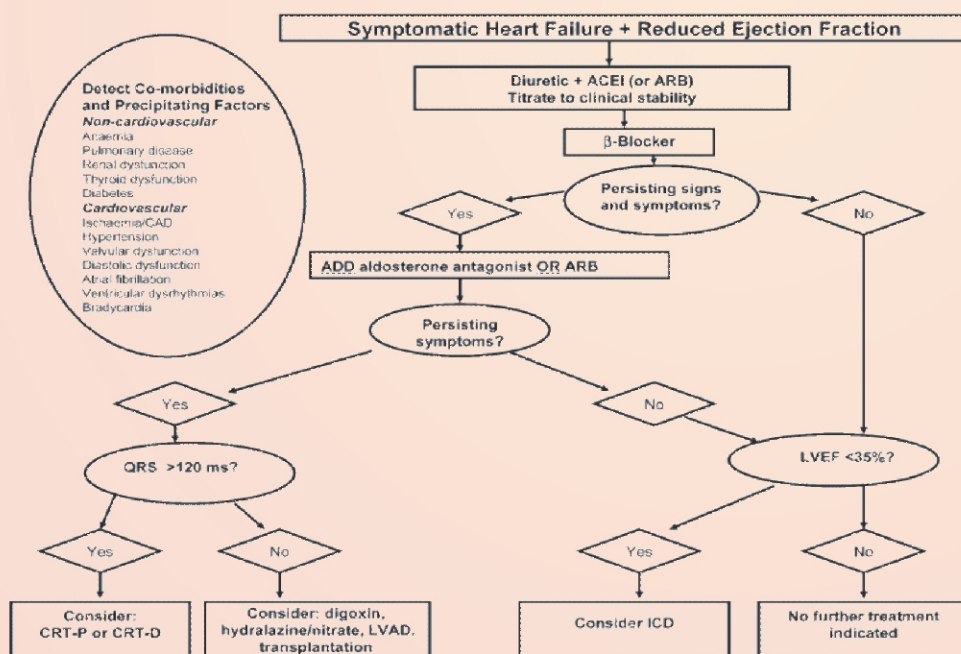 Symptomatic Heart Failure + Reduced Ejection Fraction
Detect Co-morbidities
and Precipitating Factors
Non-cardiovascular
Anaemia
Pulmonary disease
Renal dysfunction
Thyroid dysfunction
Diabetes
Cardiovascular
Ischaemia/CAD
Hypertension
Valvular dysfunction
Diastolic dysfunction
Atrial fibrillation
Ventricular dysrhythmias
Bradycardia
Diuretic + ACEI (or ARB)
Titrate to clinical stability
β-Blocker
Persisting signs
and symptoms?
Yes
No
ADD aldosterone antagonist OR ARB
Persisting
symptoms?
Yes
No
QRS >120 ms?
LVEF <35%?
Yes
No
Yes
No
Consider:
CRT-P or CRT-D
Consider: digoxin,
hydralazine/nitrate, LVAD,
transplantation
Consider ICD
No further treatment
indicated